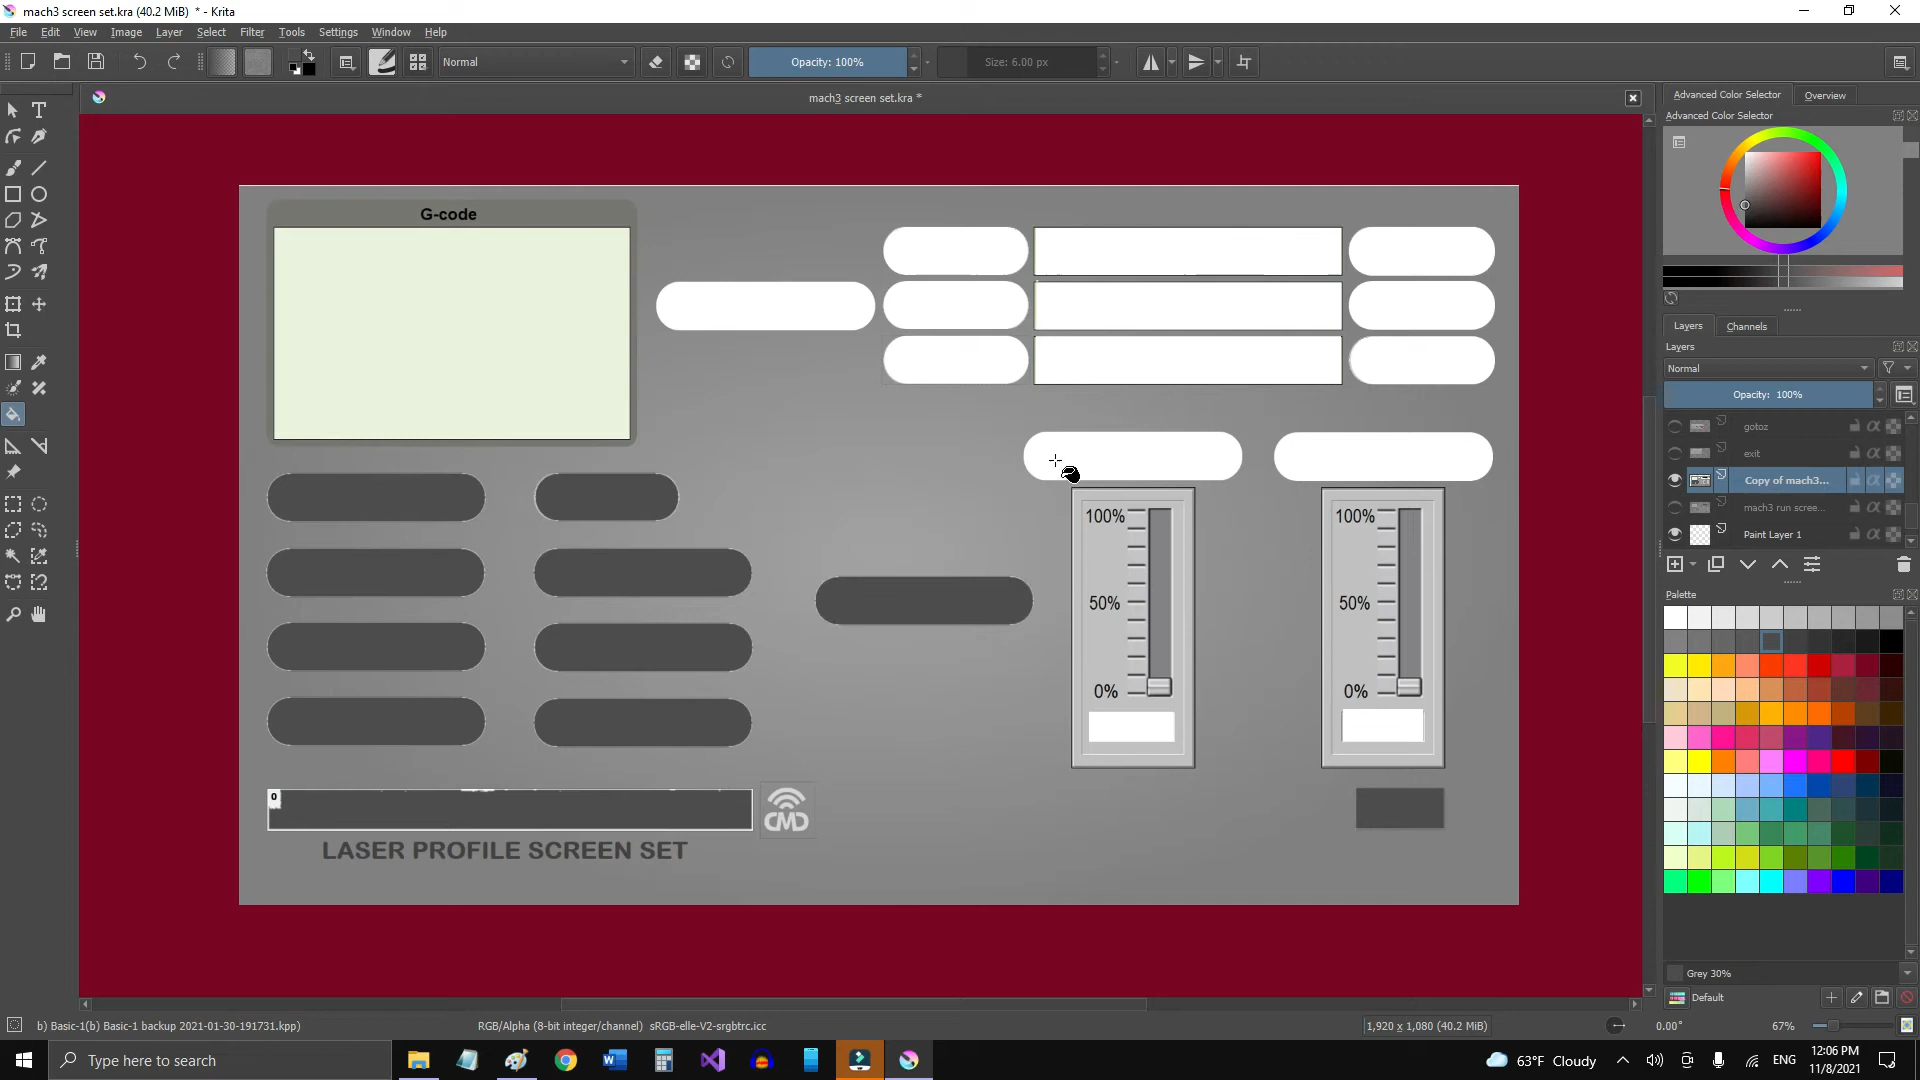 mach3 screen set.kra (40.2 MiB) * - Krita
File Edit View Image Layer Select Filter Tools Settings Window Help
Normal Opacity: 100% Size: 6.00 px
mach3 screen set.kra *
Advanced Color Selector Overview
Advanced Color Selector
G-code
Layers Channels
Layers
Normal
Opacity: 100%
gotoz
exit
Copy of mach3...
mach3 run scree...
Paint Layer 1
100%
50%
0%
100%
50%
0%
0
CMD
LASER PROFILE SCREEN SET
Palette
Grey 30%
Default
b) Basic-1(b) Basic-1 backup 2021-01-30-191731.kpp)
RGB/Alpha (8-bit integer/channel) sRGB-elle-V2-srgbtrc.icc
1,920 x 1,080 (40.2 MiB)
0.00°
67%
Type here to search
63°F Cloudy
ENG
12:06 PM
11/8/2021